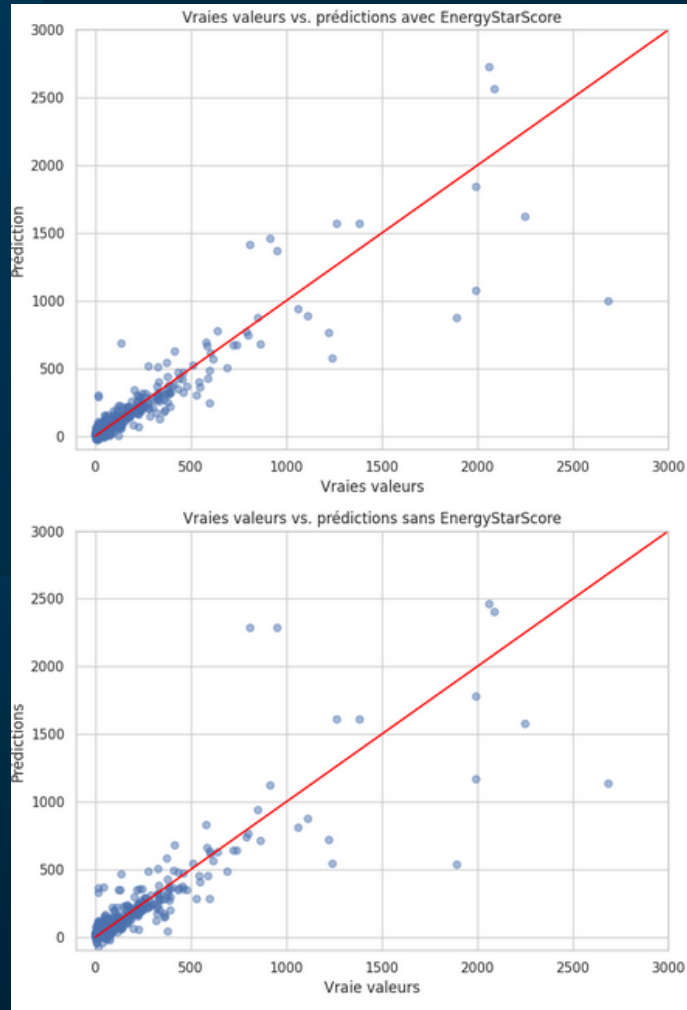 Vraies valeurs vs. prédictions avec EnergyStarScore
3000
2500
2000
1500
1000
500
0
Prédiction
0 500 1000 1500 2000 2500 3000
Vraies valeurs
Vraies valeurs vs. prédictions sans EnergyStarScore
3000
2500
2000
1500
1000
500
0
Prédictions
0 500 1000 1500 2000 2500 3000
Vraie valeurs